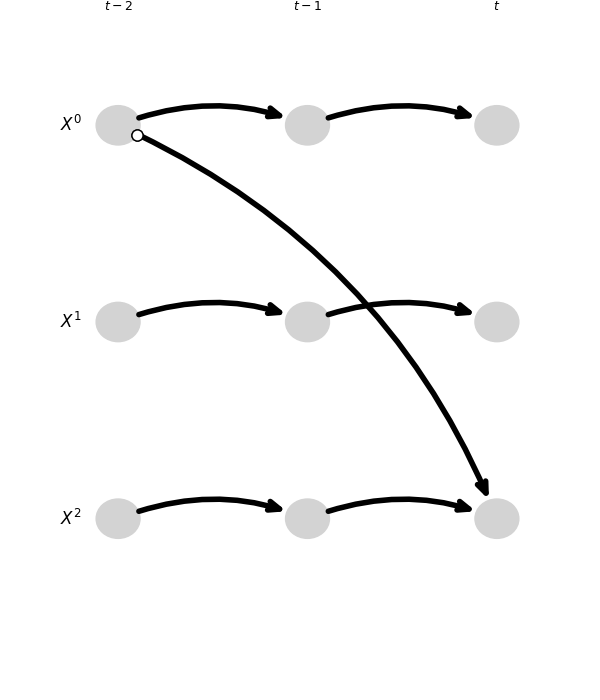 t − 2 t − 1 t
X⁰
X¹
X²